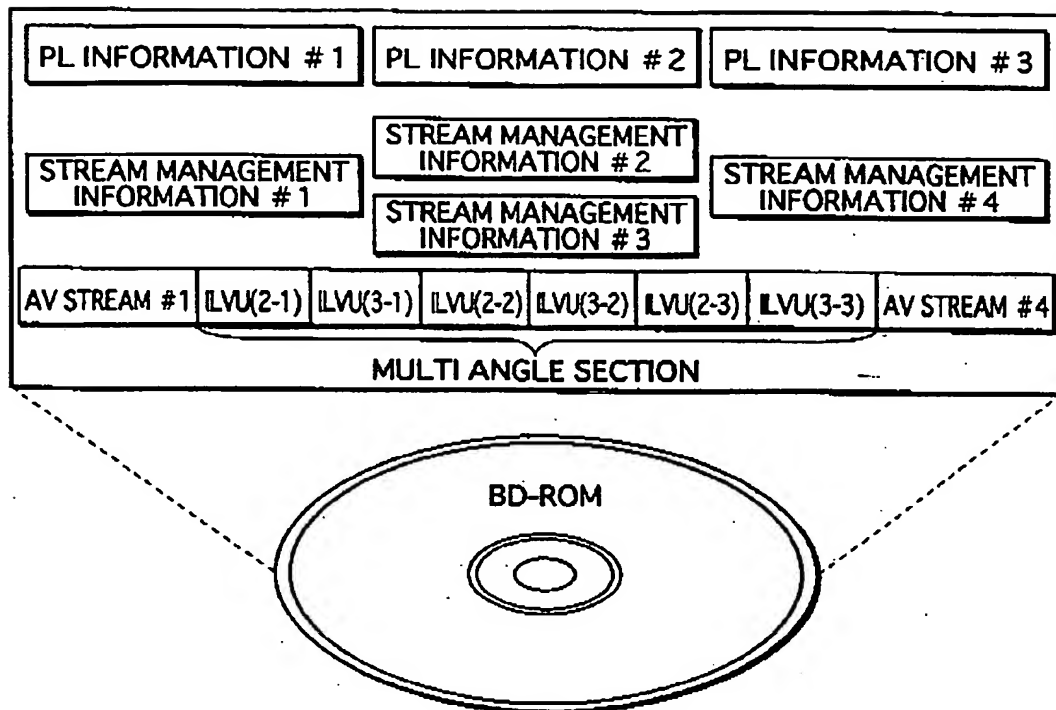 PL INFORMATION #1
PL INFORMATION #2
PL INFORMATION #3
STREAM MANAGEMENT
INFORMATION #1
STREAM MANAGEMENT
INFORMATION #2
STREAM MANAGEMENT
INFORMATION #3
STREAM MANAGEMENT
INFORMATION #4
AV STREAM #1
ILVU(2-1)
ILVU(3-1)
ILVU(2-2)
ILVU(3-2)
ILVU(2-3)
ILVU(3-3)
AV STREAM #4
MULTI ANGLE SECTION
BD-ROM